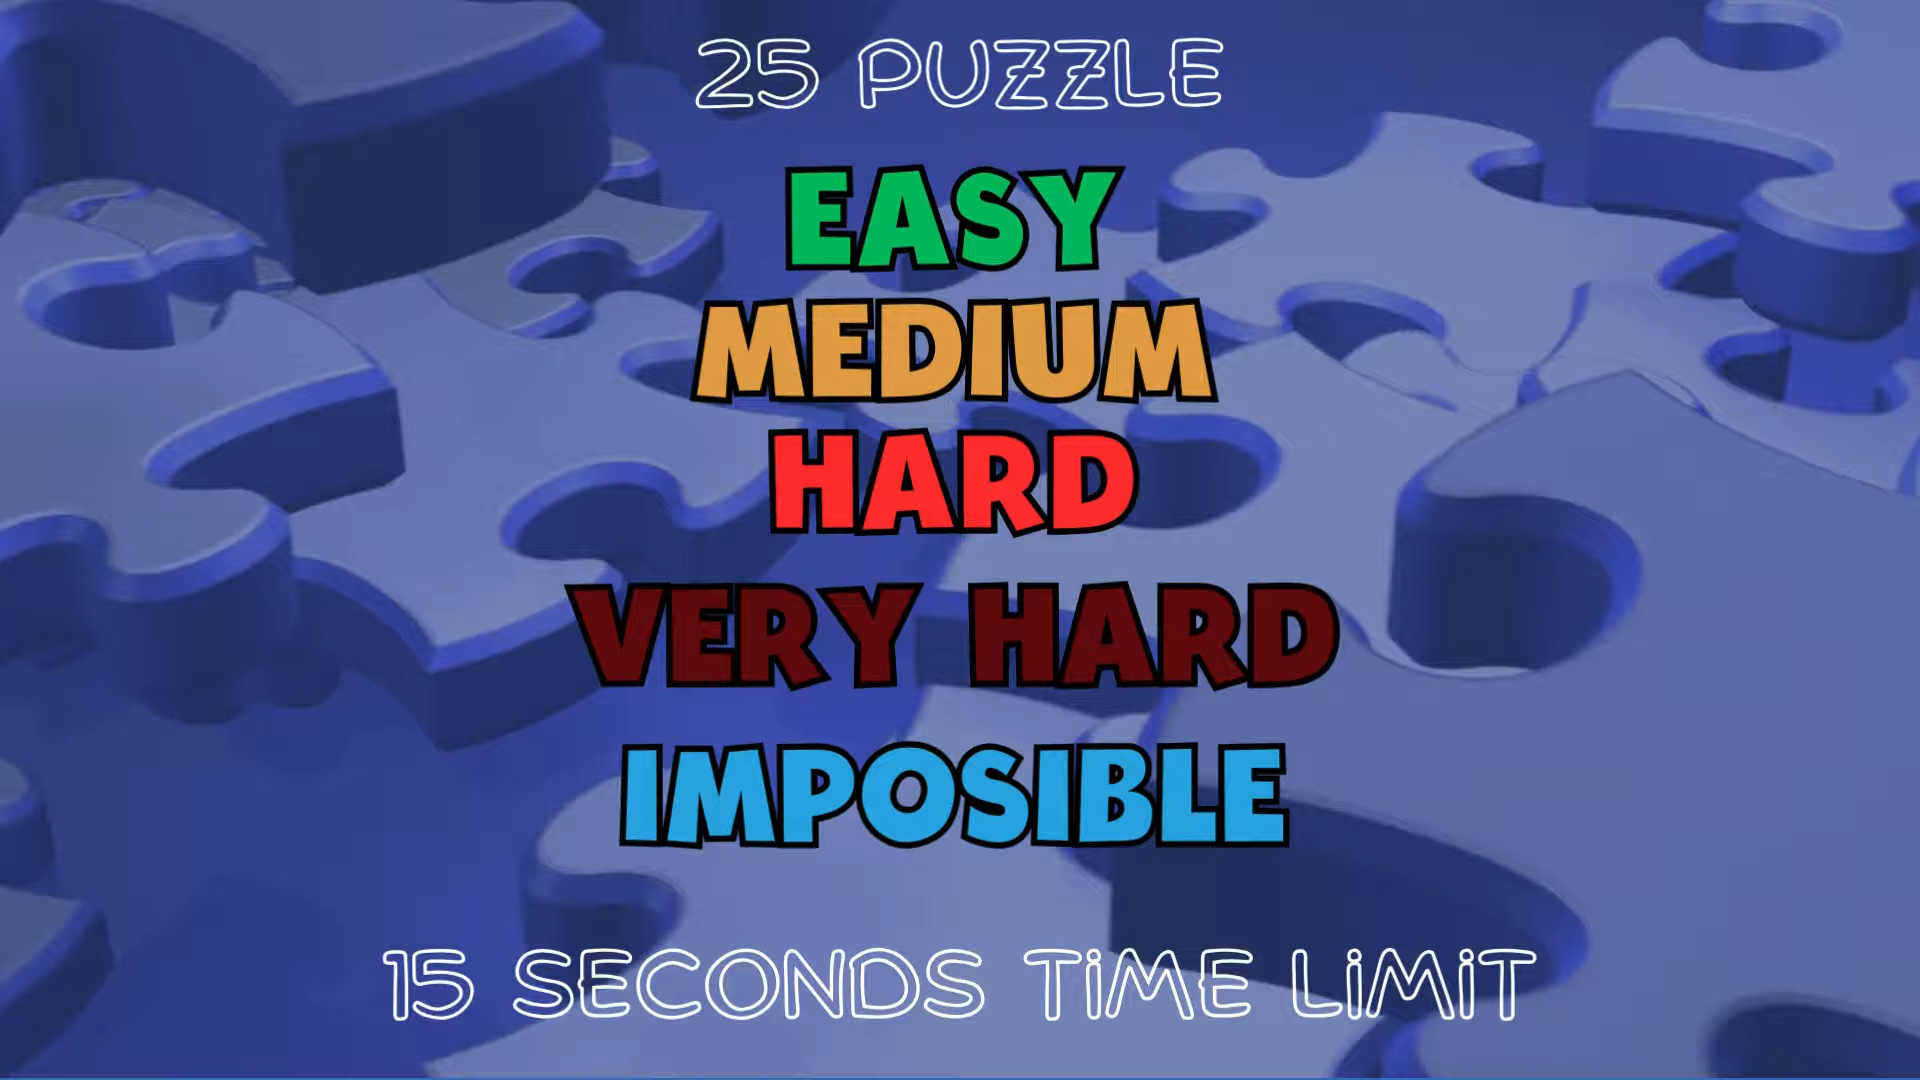 25 PUZZLE
EASY
MEDIUM
HARD
VERY HARD
IMPOSIBLE
15 SECONDS TiME LiMiT